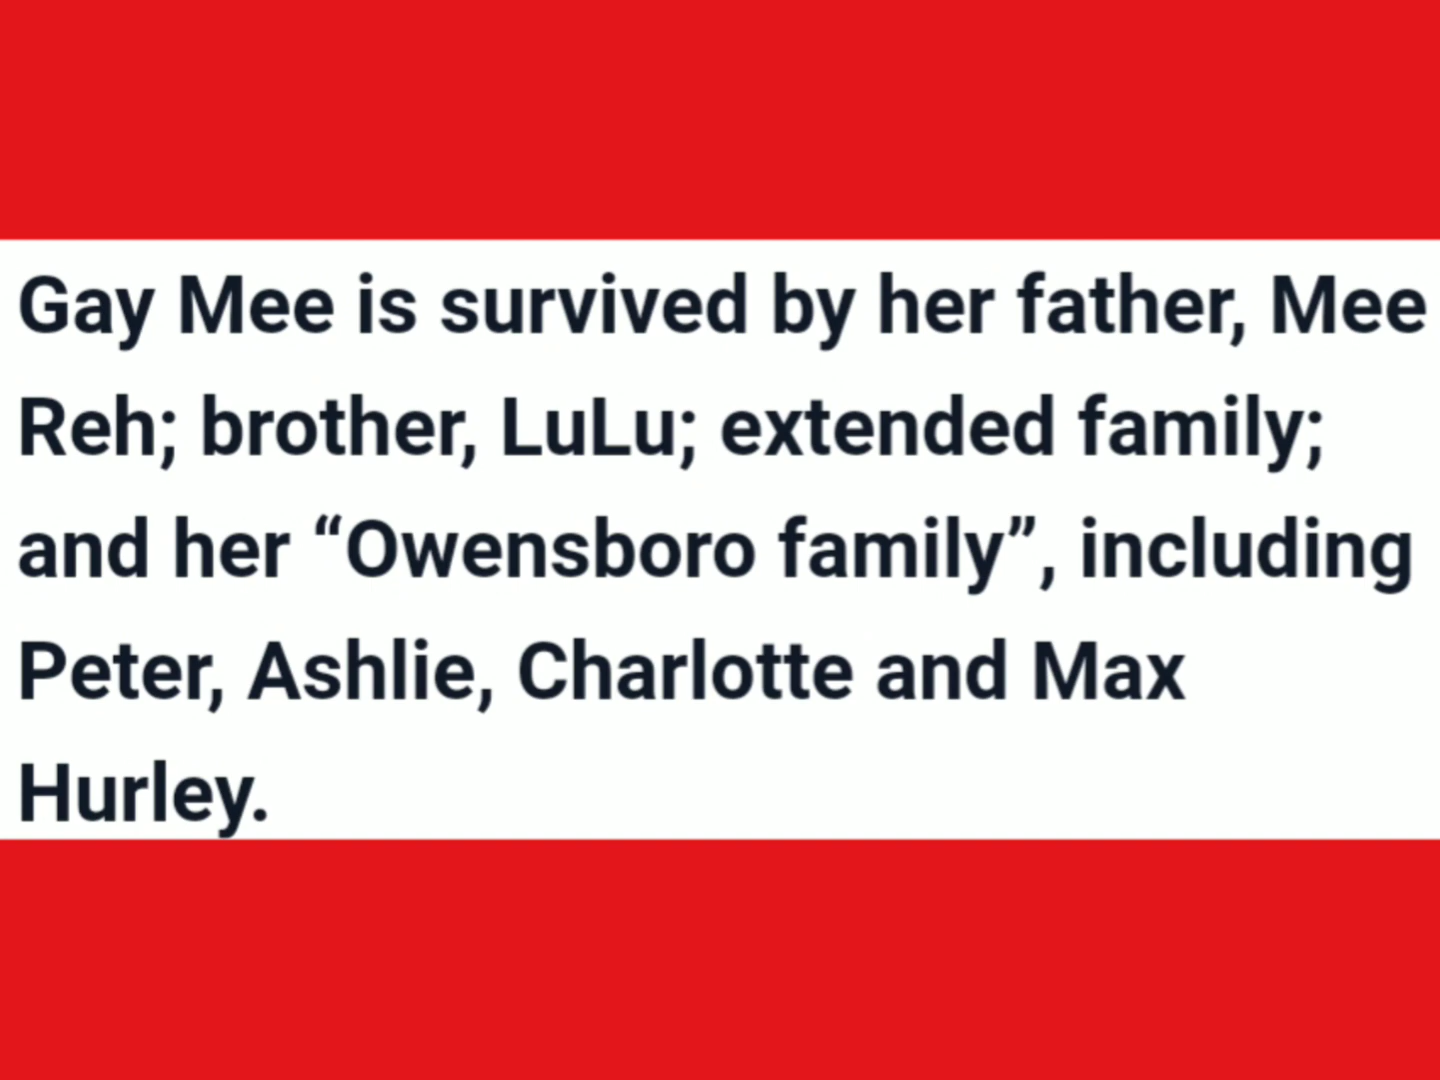 Gay Mee is survived by her father, Mee
Reh; brother, LuLu; extended family;
and her “Owensboro family”, including
Peter, Ashlie, Charlotte and Max
Hurley.